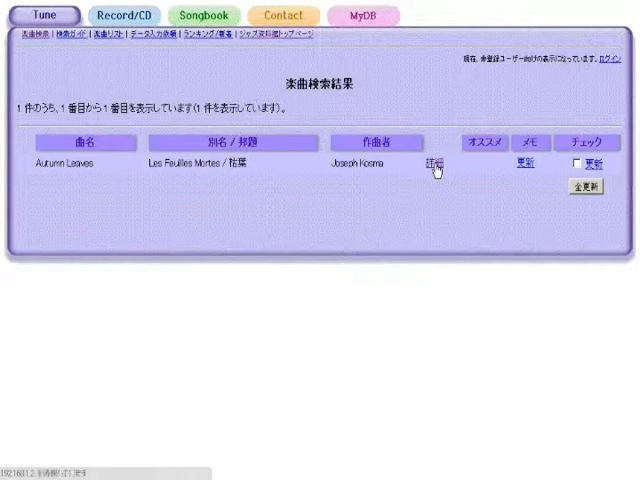 Tune Record/CD Songbook Contact MyDB
楽曲検索 | 検索ガイド | 楽曲リスト | データ入力依頼 | ランキング/新着 | ジャズ資料館トップページ
現在、未登録ユーザー向けの表示になっています。ログイン
楽曲検索結果
1 件のうち、1 番目から 1 番目を表示しています(1 件を表示しています)。
曲名 別名 / 邦題 作曲者 オススメ メモ チェック
Autumn Leaves Les Feuilles Mortes / 枯葉 Joseph Kosma 詳細 更新 更新
全更新